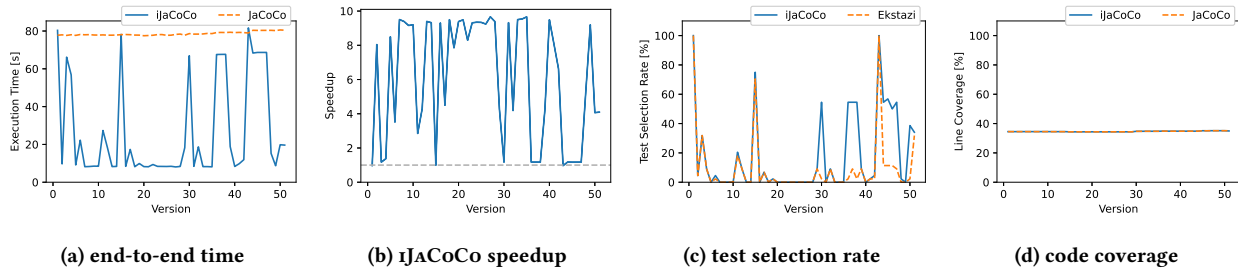 iJaCoCo JaCoCo
Execution Time [s]
80
60
40
20
0
0 10 20 30 40 50
Version
(a) end-to-end time
Speedup
10
8
6
4
2
0
0 10 20 30 40 50
Version
(b) iJaCoCo speedup
iJaCoCo Ekstazi
Test Selection Rate [%]
100
80
60
40
20
0
0 10 20 30 40 50
Version
(c) test selection rate
iJaCoCo JaCoCo
Line Coverage [%]
100
80
60
40
20
0
0 10 20 30 40 50
Version
(d) code coverage